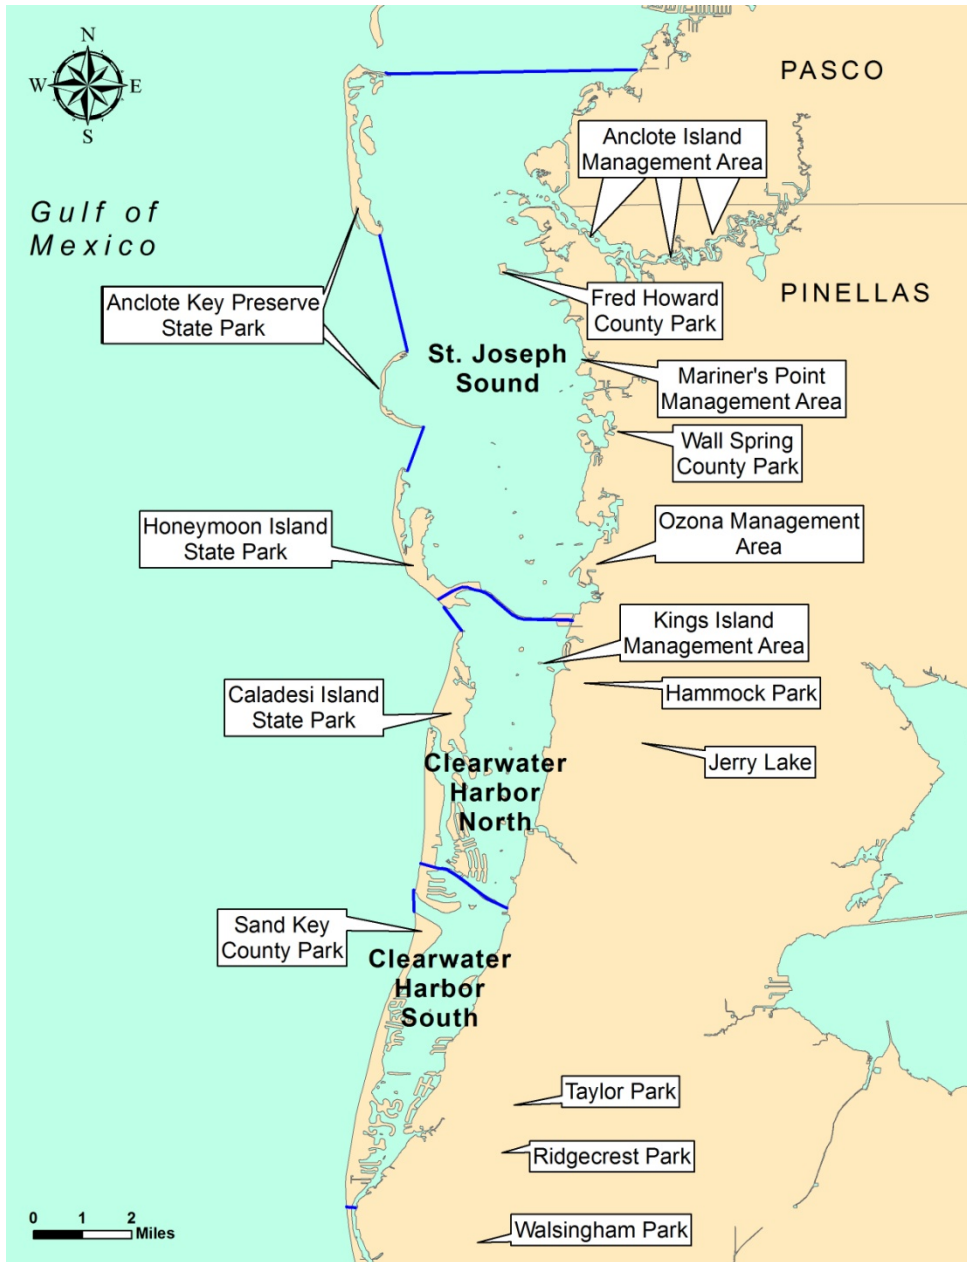 N
W E
S
PASCO
Anclote Island
Management Area
Gulf of
Mexico
Anclote Key Preserve
State Park
Fred Howard
County Park
PINELLAS
St. Joseph
Sound
Mariner's Point
Management Area
Wall Spring
County Park
Honeymoon Island
State Park
Ozona Management
Area
Kings Island
Management Area
Caladesi Island
State Park
Hammock Park
Jerry Lake
Clearwater
Harbor
North
Sand Key
County Park
Clearwater
Harbor
South
Taylor Park
Ridgecrest Park
Walsingham Park
0 1 2
Miles